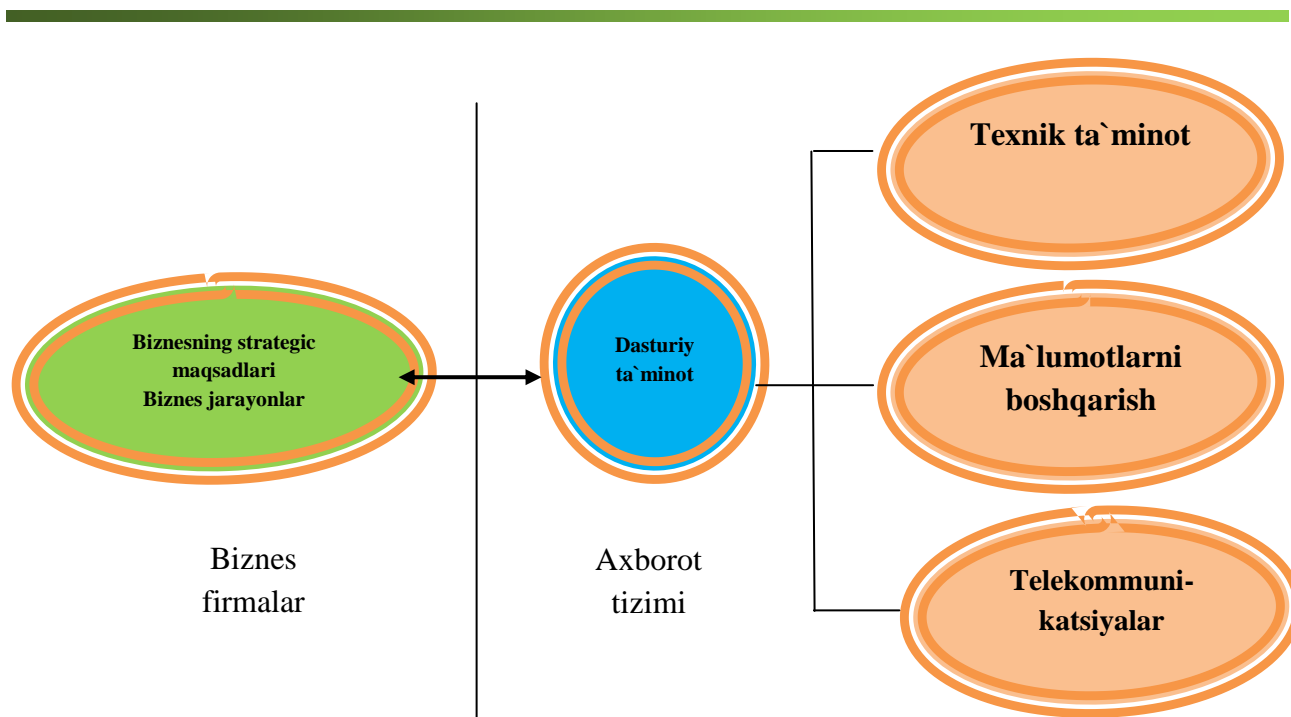 Biznesning strategic
maqsadlari
Biznes jarayonlar
Biznes
firmalar
Dasturiy
ta`minot
Axborot
tizimi
Texnik ta`minot
Ma`lumotlarni
boshqarish
Telekommuni-
katsiyalar